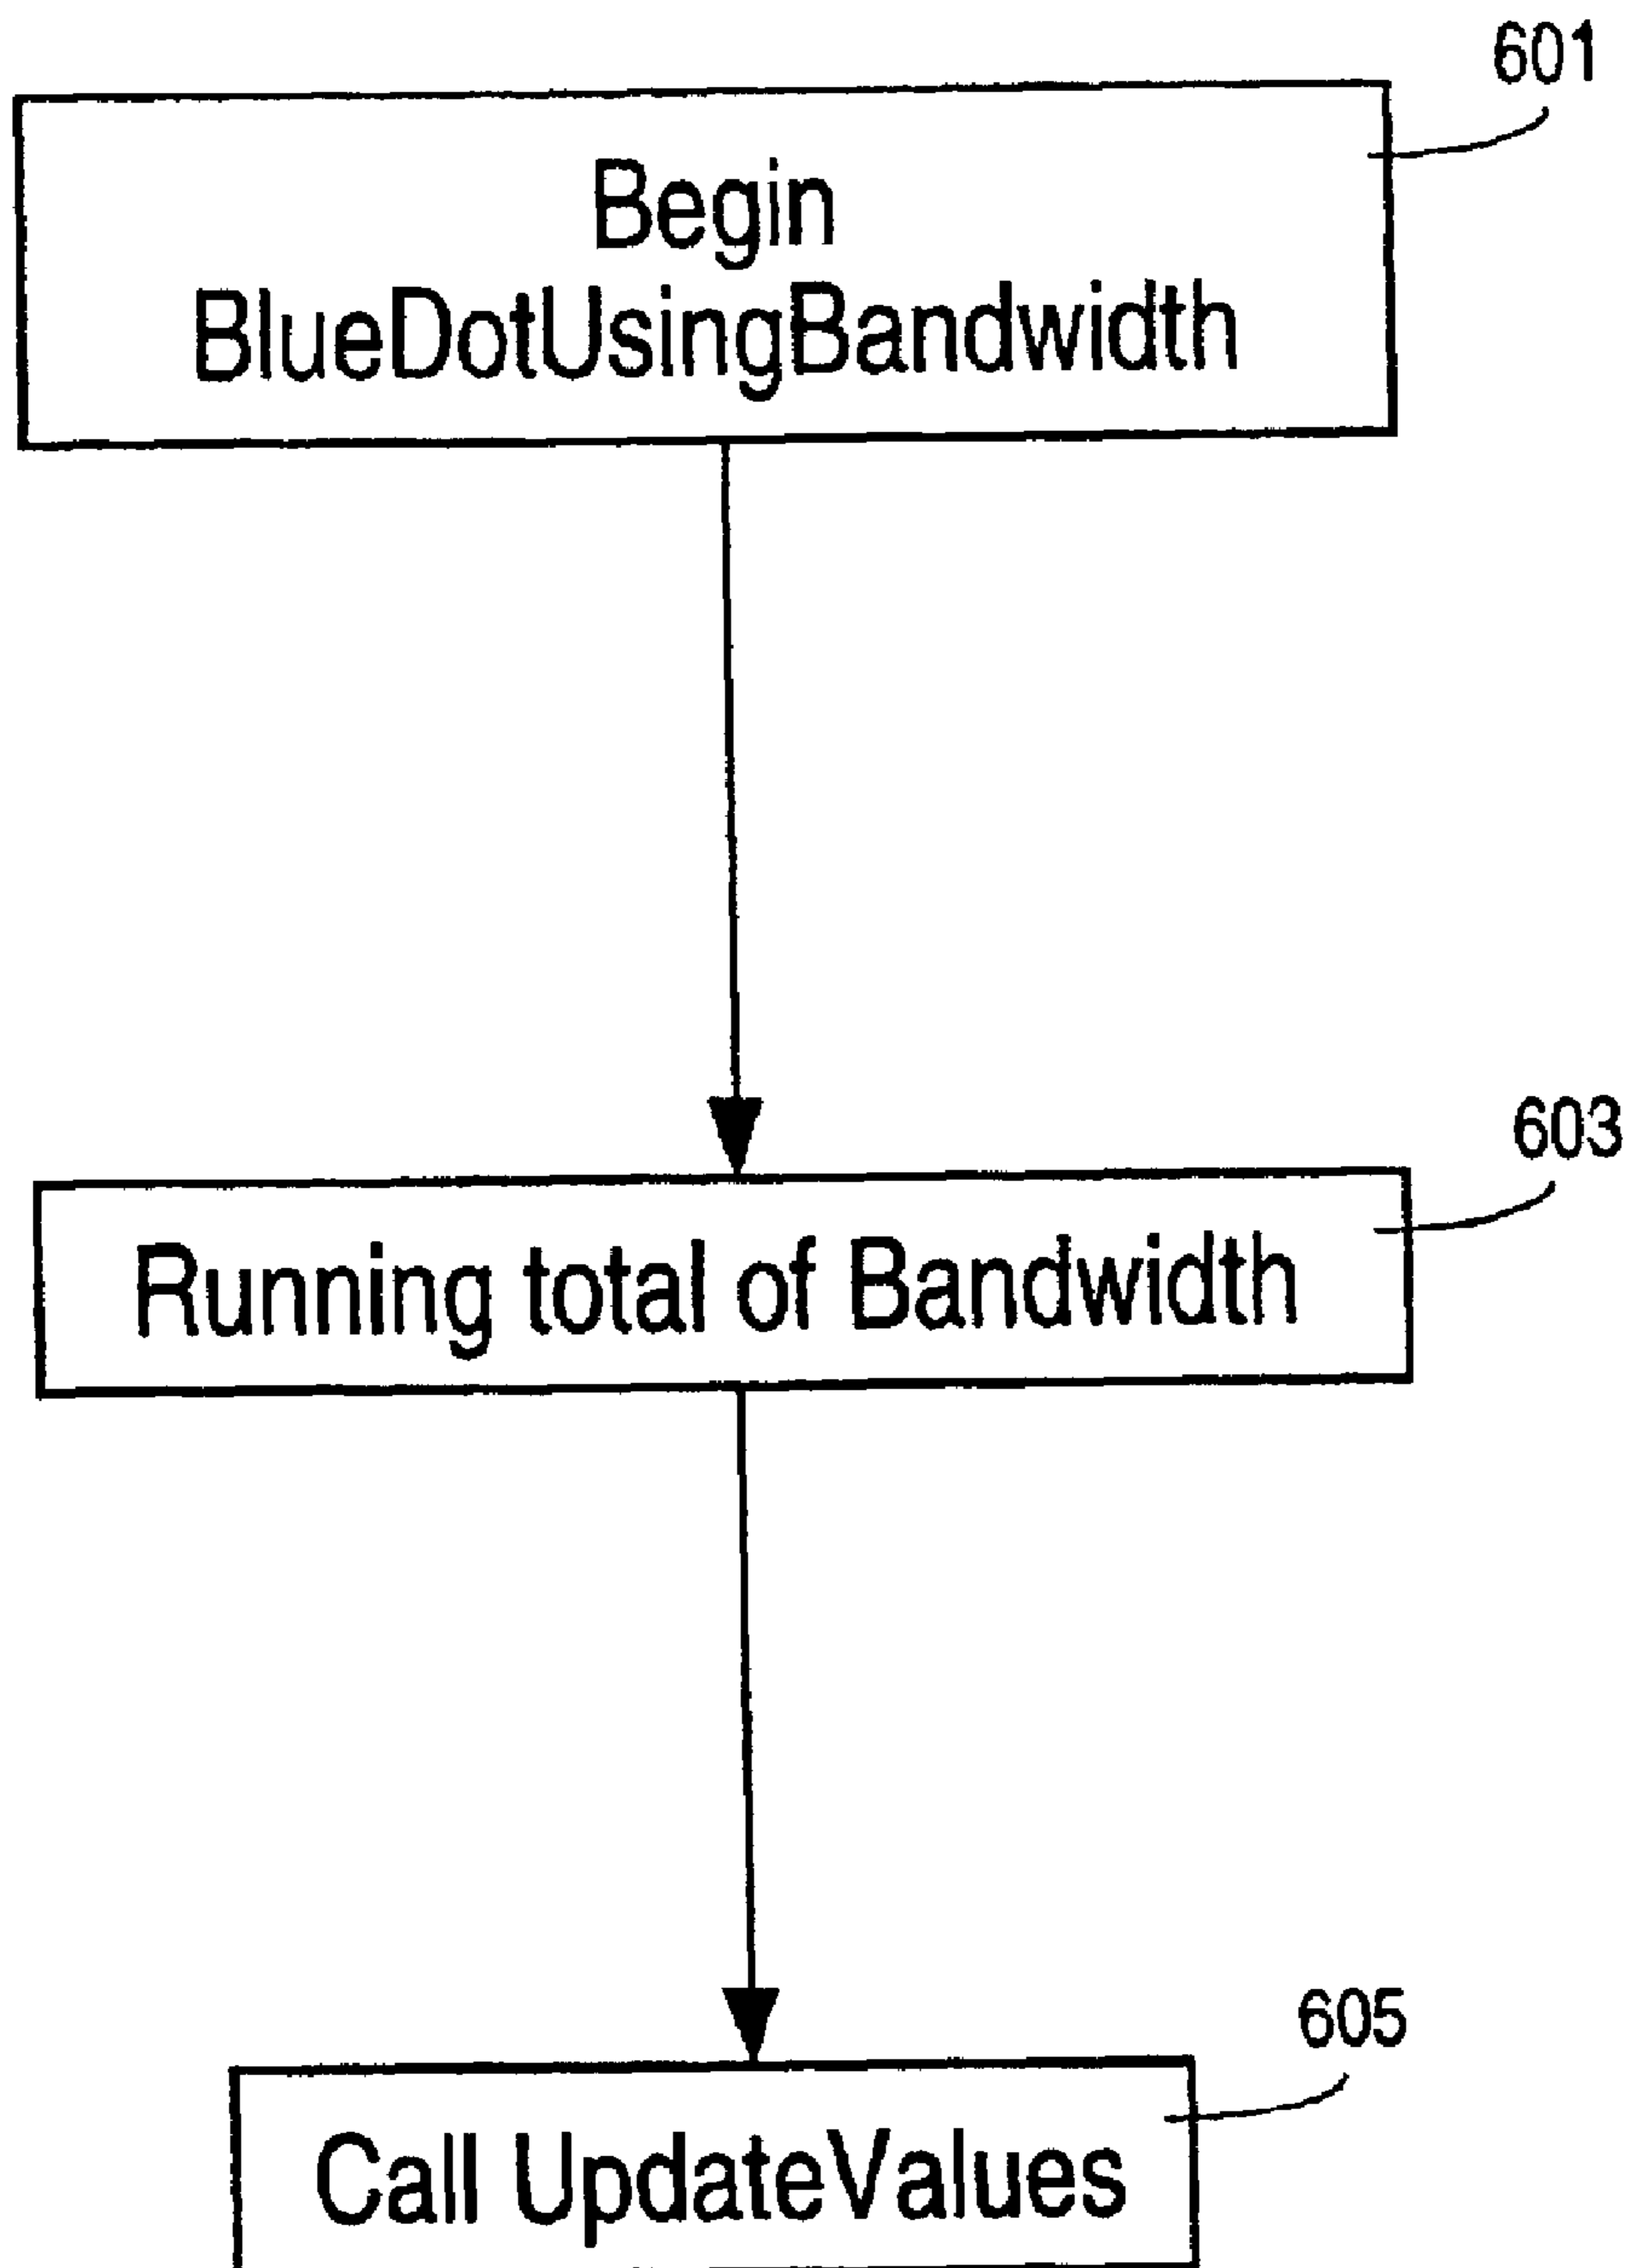 601
Begin
BlueDotUsingBandwidth
603
Running total of Bandwidth
605
Call UpdateValues